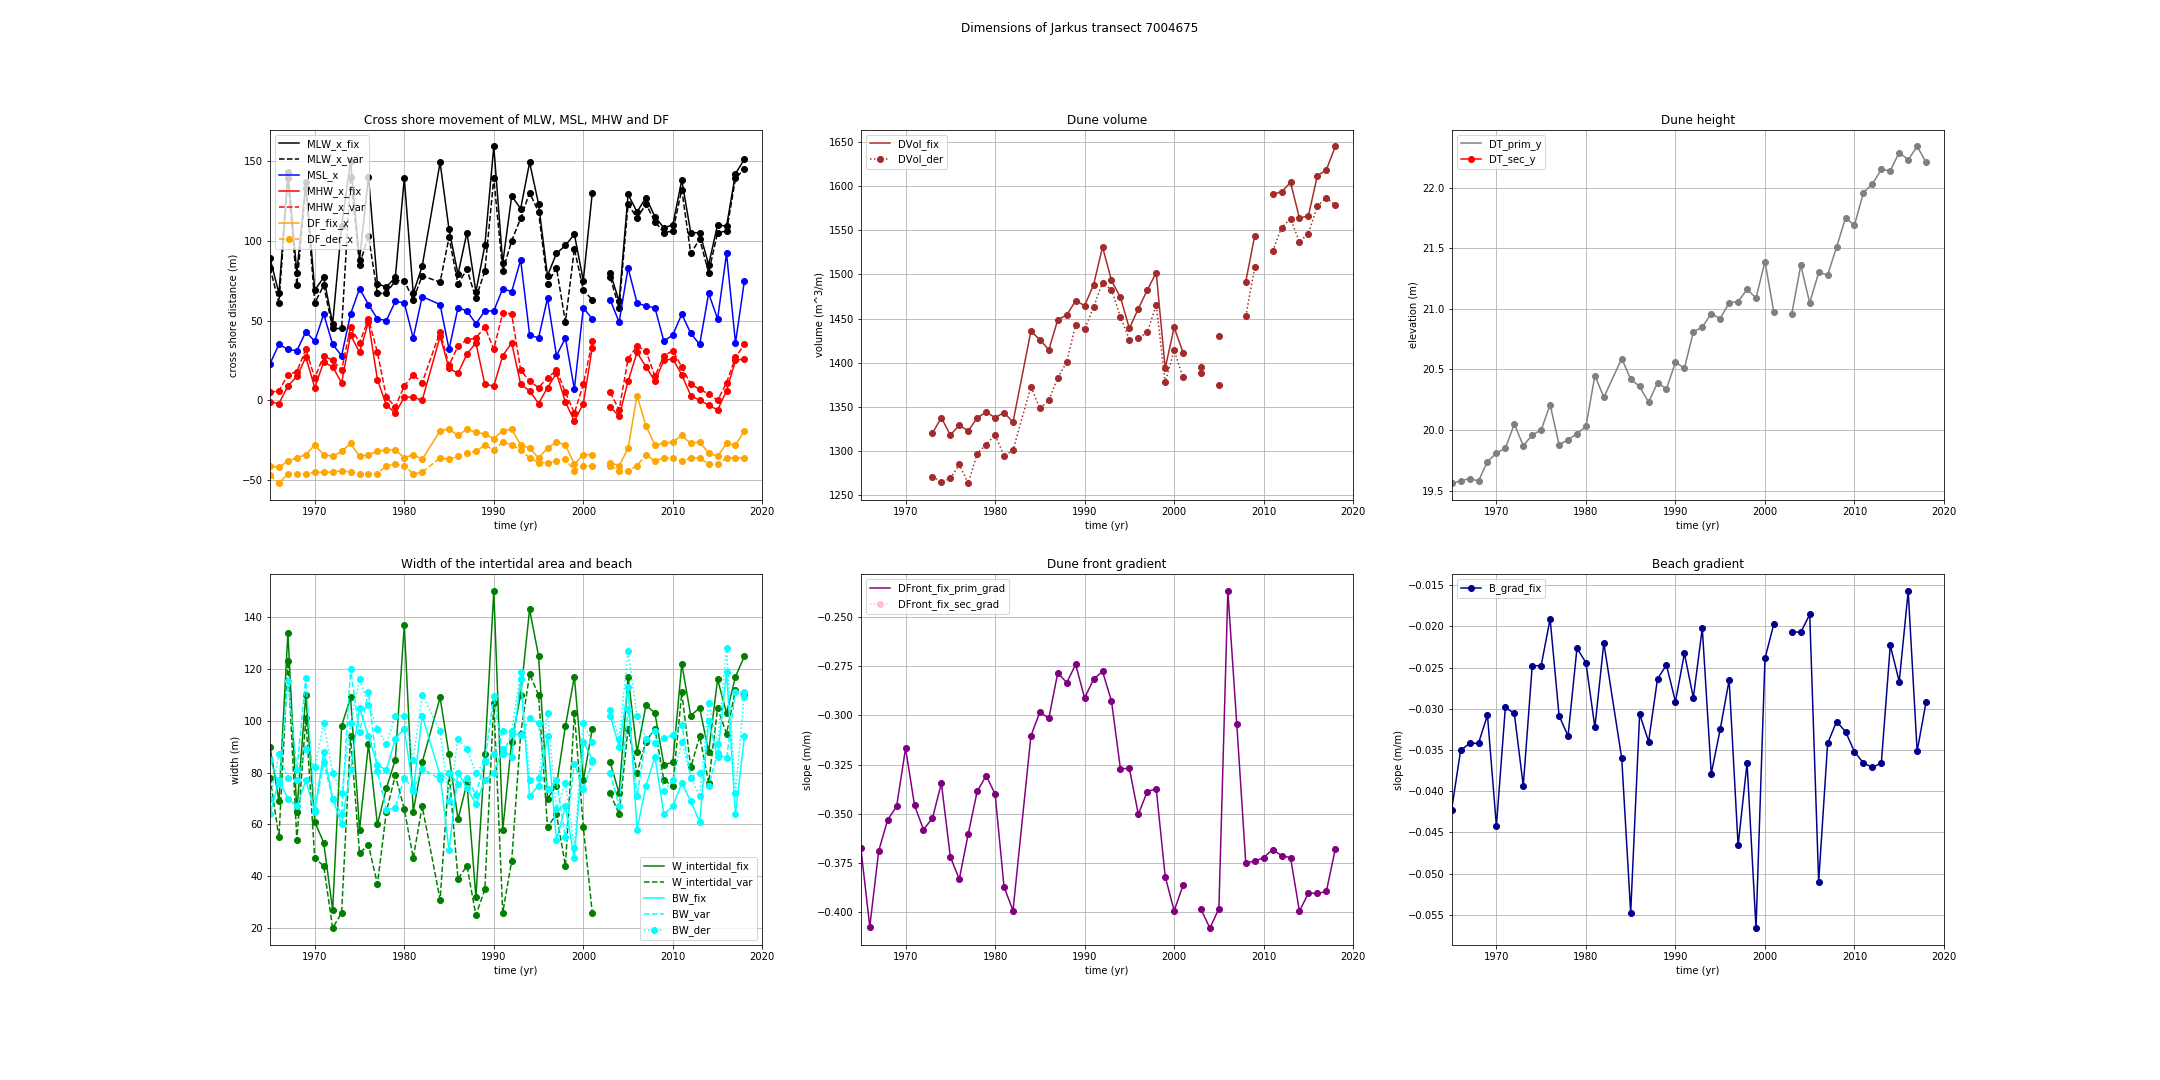 Dimensions of Jarkus transect 7004675
Cross shore movement of MLW, MSL, MHW and DF
MLW_x_fix
MLW_x_var
MSL_x
MHW_x_fix
MHW_x_var
DF_fix_x
DF_der_x
150
100
50
0
−50
cross shore distance (m)
1970 1980 1990 2000 2010 2020
time (yr)
Dune volume
DVol_fix
DVol_der
1650
1600
1550
1500
1450
1400
1350
1300
1250
volume (m^3/m)
1970 1980 1990 2000 2010 2020
time (yr)
Dune height
DT_prim_y
DT_sec_y
22.0
21.5
21.0
20.5
20.0
19.5
elevation (m)
1970 1980 1990 2000 2010 2020
time (yr)
Width of the intertidal area and beach
140
120
100
80
60
40
20
width (m)
W_intertidal_fix
W_intertidal_var
BW_fix
BW_var
BW_der
1970 1980 1990 2000 2010 2020
time (yr)
Dune front gradient
DFront_fix_prim_grad
DFront_fix_sec_grad
−0.250
−0.275
−0.300
−0.325
−0.350
−0.375
−0.400
slope (m/m)
1970 1980 1990 2000 2010 2020
time (yr)
Beach gradient
B_grad_fix
−0.015
−0.020
−0.025
−0.030
−0.035
−0.040
−0.045
−0.050
−0.055
slope (m/m)
1970 1980 1990 2000 2010 2020
time (yr)